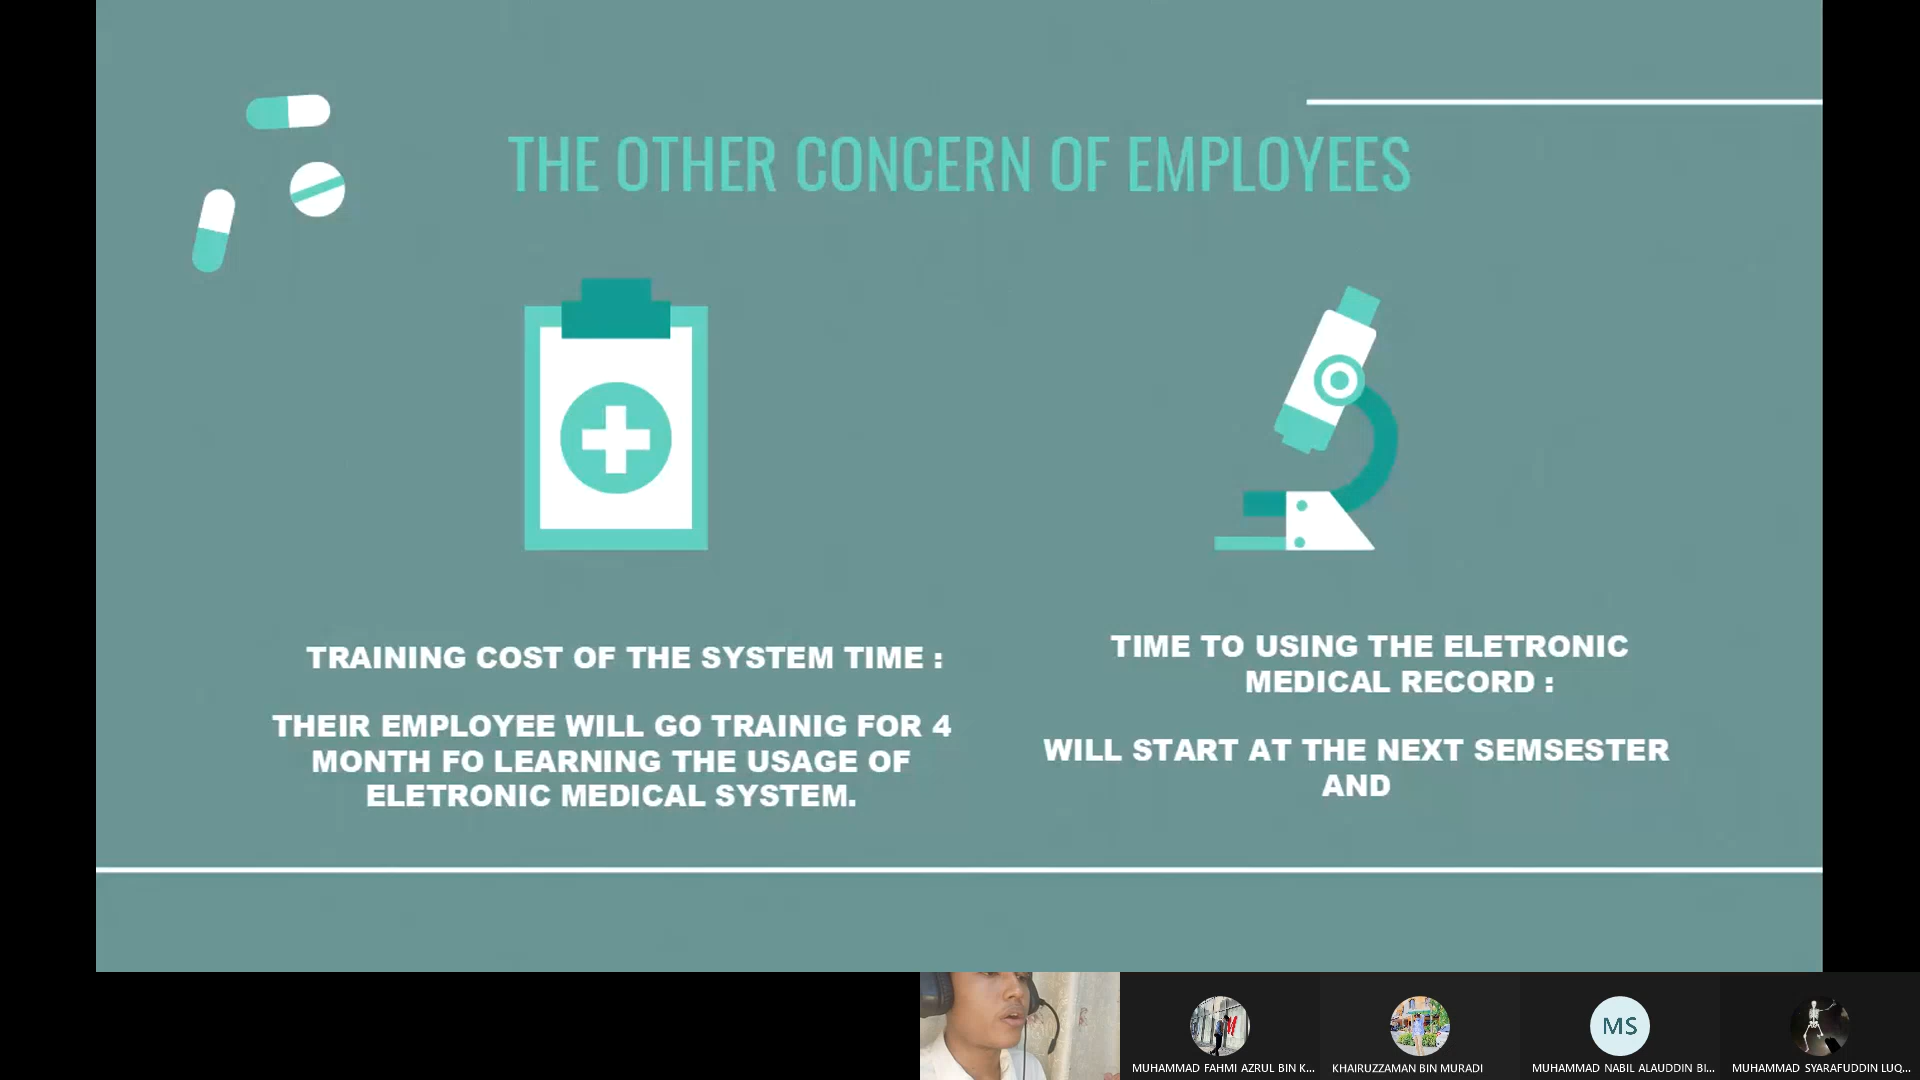 THE OTHER CONCERN OF EMPLOYEES
TRAINING COST OF THE SYSTEM TIME :
THEIR EMPLOYEE WILL GO TRAINIG FOR 4
MONTH FO LEARNING THE USAGE OF
ELETRONIC MEDICAL SYSTEM.
TIME TO USING THE ELETRONIC
MEDICAL RECORD :
WILL START AT THE NEXT SEMSESTER
AND
MS
MUHAMMAD FAHMI AZRUL BIN K...
KHAIRUZZAMAN BIN MURADI
MUHAMMAD NABIL ALAUDDIN BI...
MUHAMMAD SYARAFUDDIN LUQ...